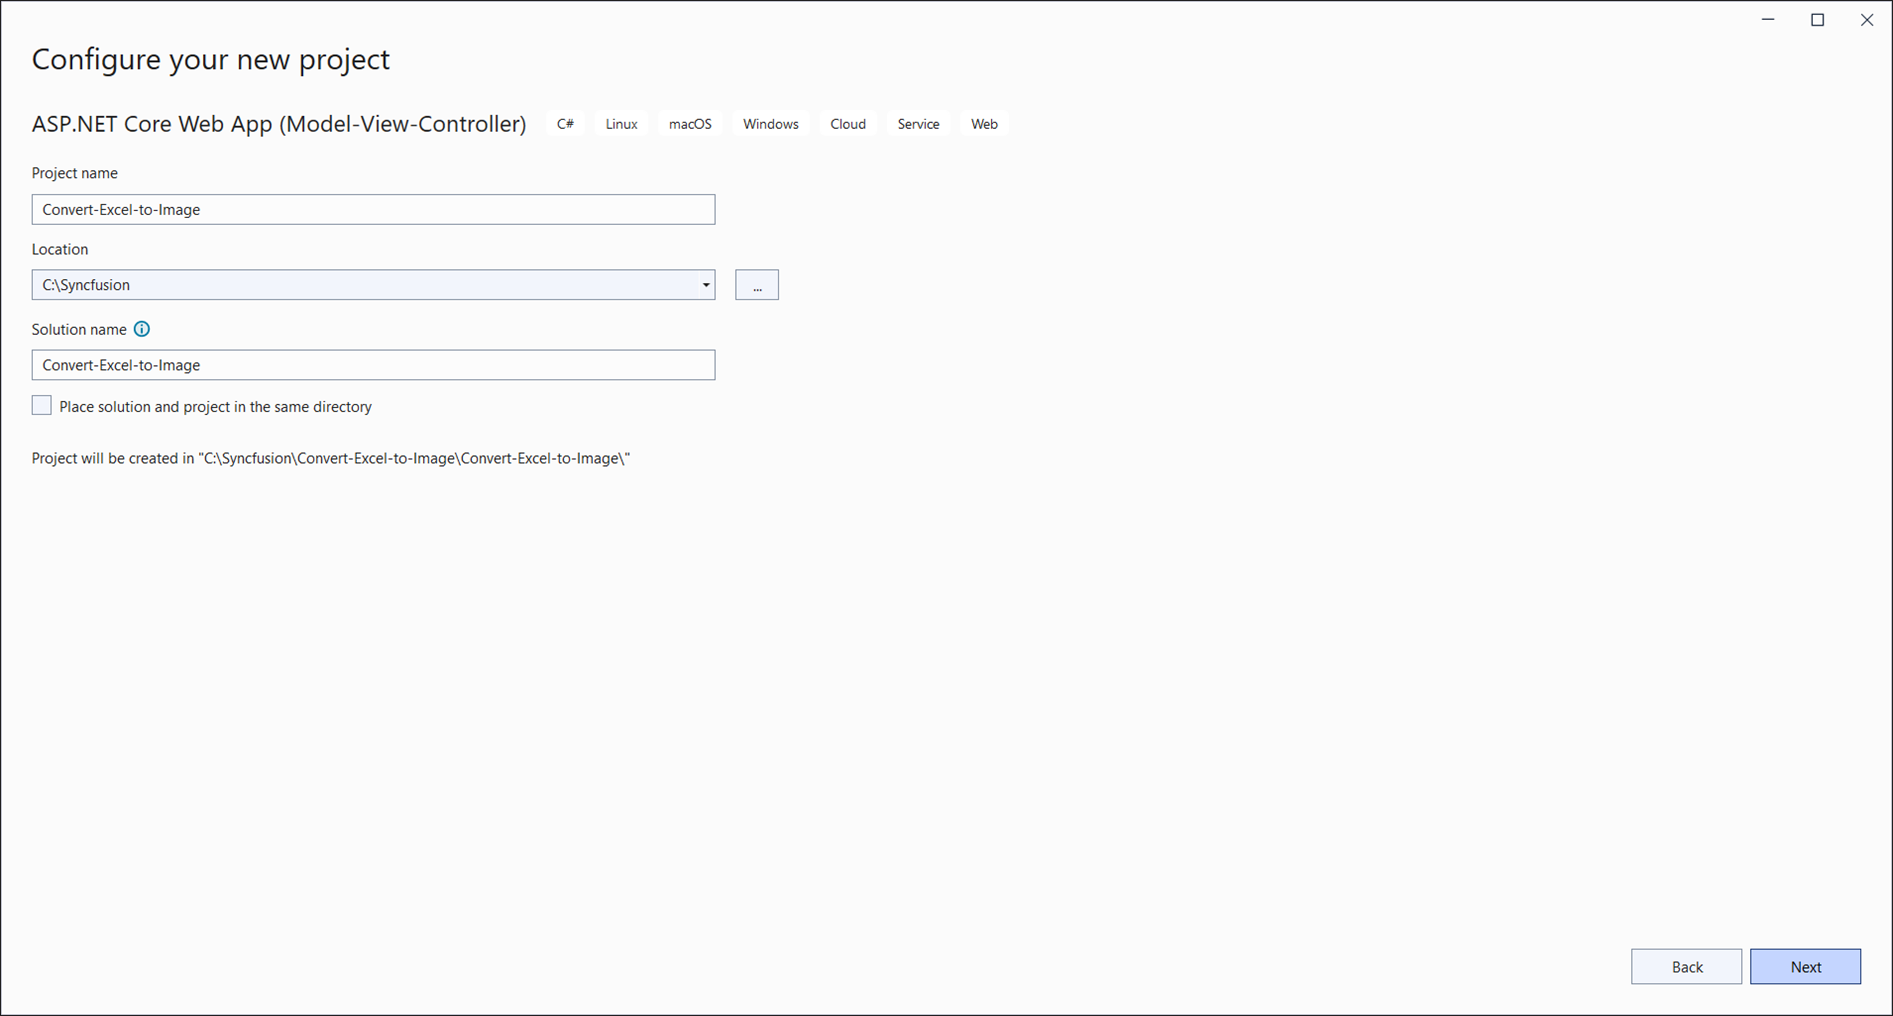 Configure your new project
ASP.NET Core Web App (Model-View-Controller) C# Linux macOS Windows Cloud Service Web
Project name
Convert-Excel-to-Image
Location
C:\Syncfusion
...
Solution name
Convert-Excel-to-Image
Place solution and project in the same directory
Project will be created in "C:\Syncfusion\Convert-Excel-to-Image\Convert-Excel-to-Image\"
Back Next